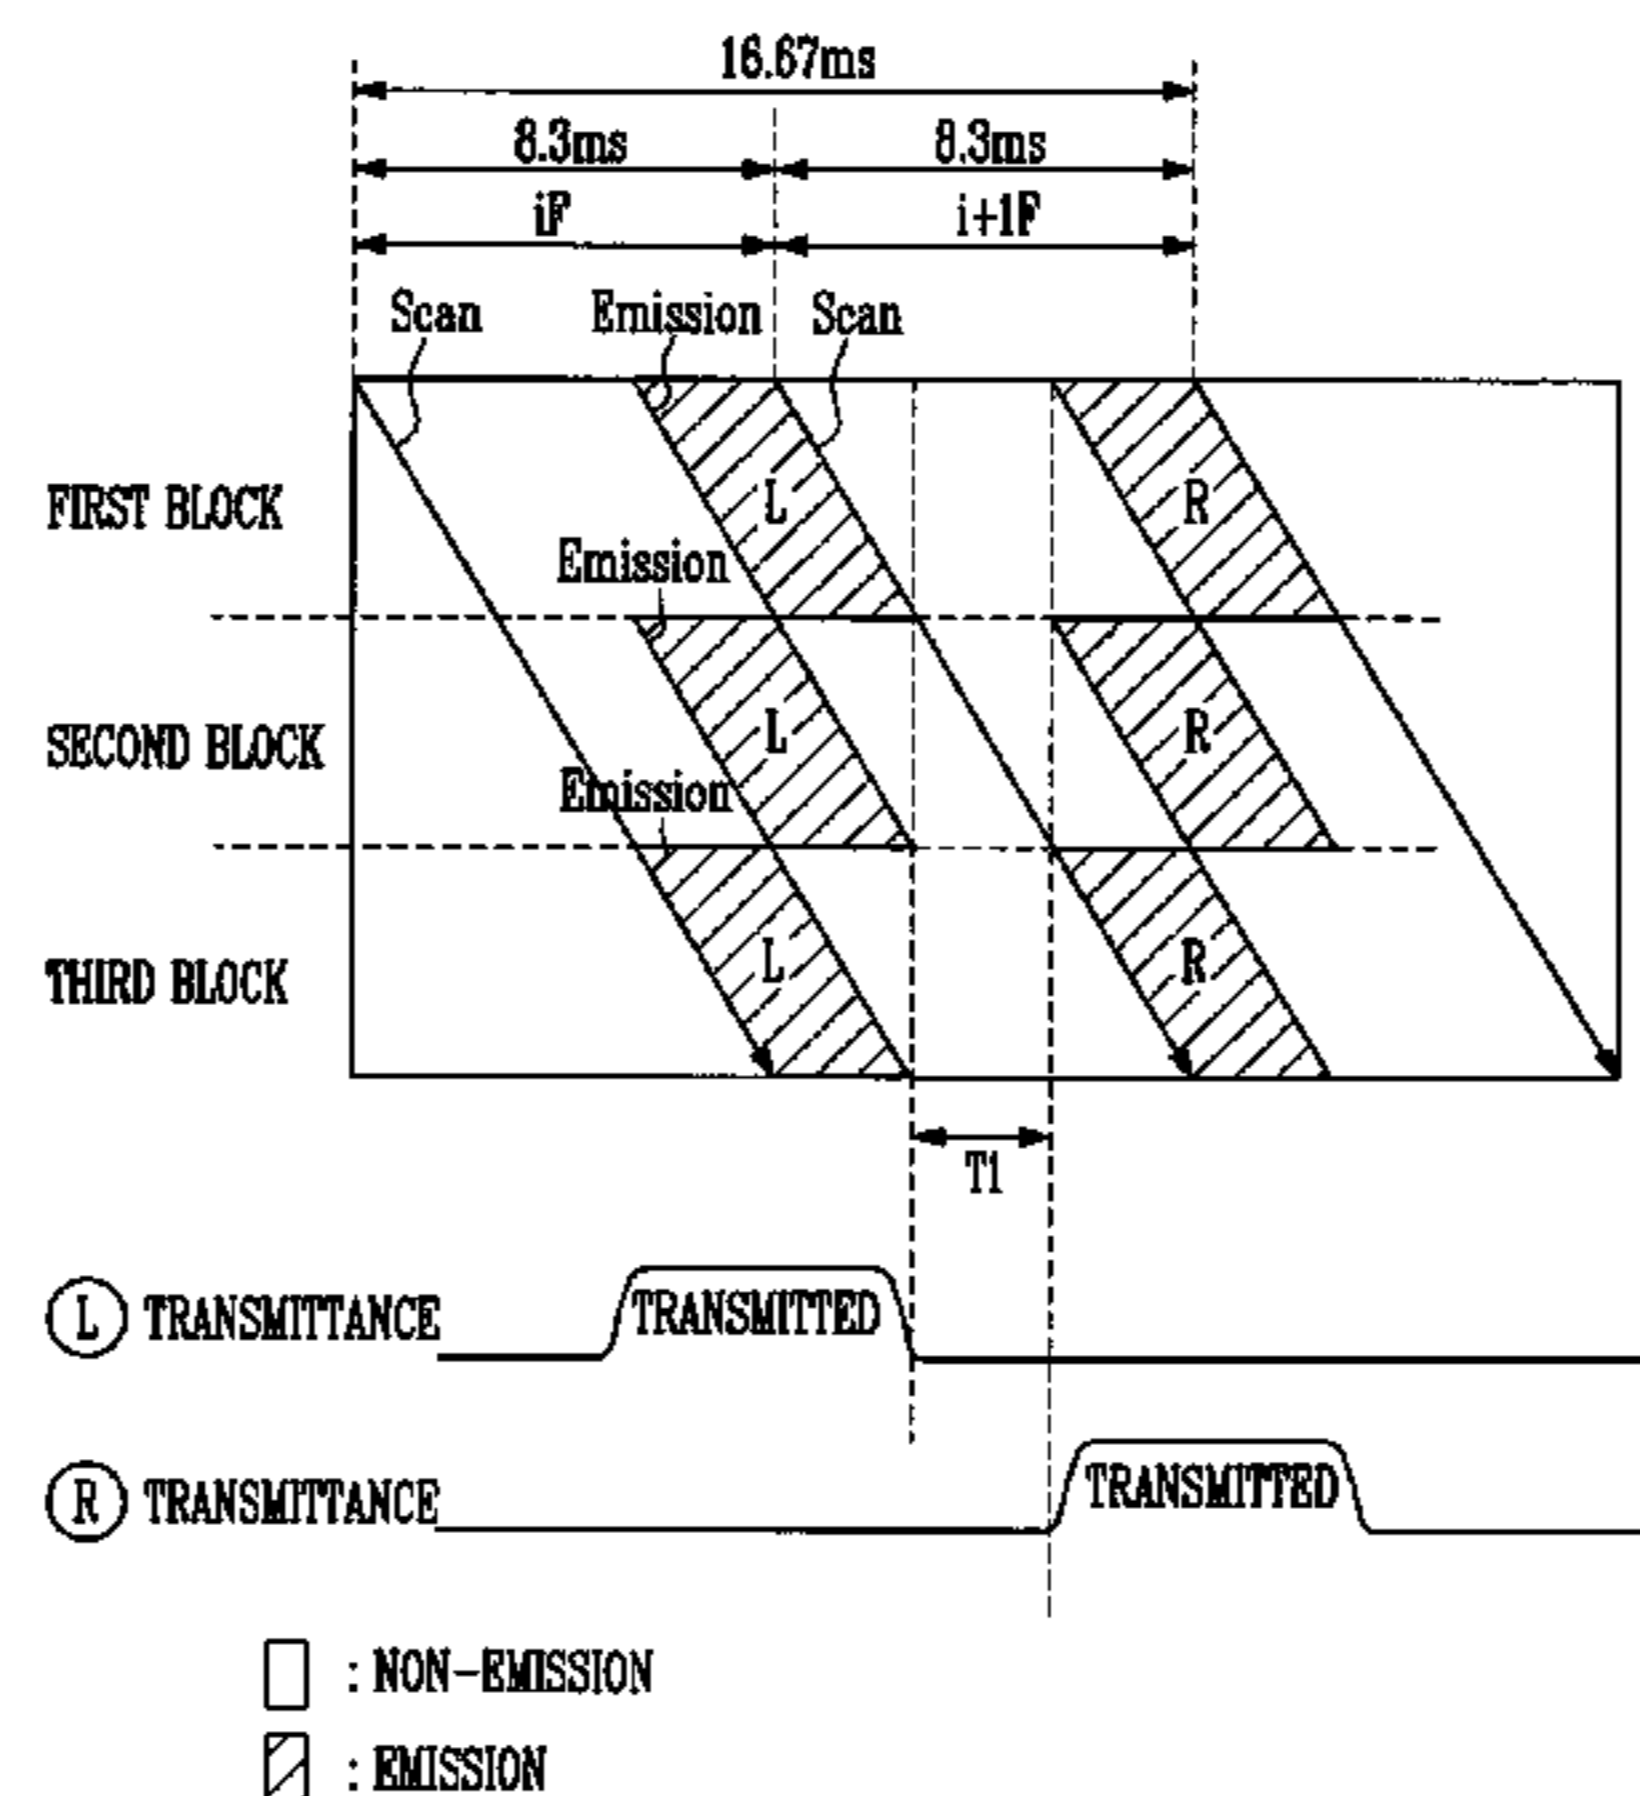 16.67ms
8.3ms 8.3ms
iF i+1F
Scan Emission Scan
FIRST BLOCK L R
Emission
SECOND BLOCK L R
Emission
THIRD BLOCK L R
T1
L TRANSMITTANCE TRANSMITTED
R TRANSMITTANCE TRANSMITTED
: NON-EMISSION
: EMISSION